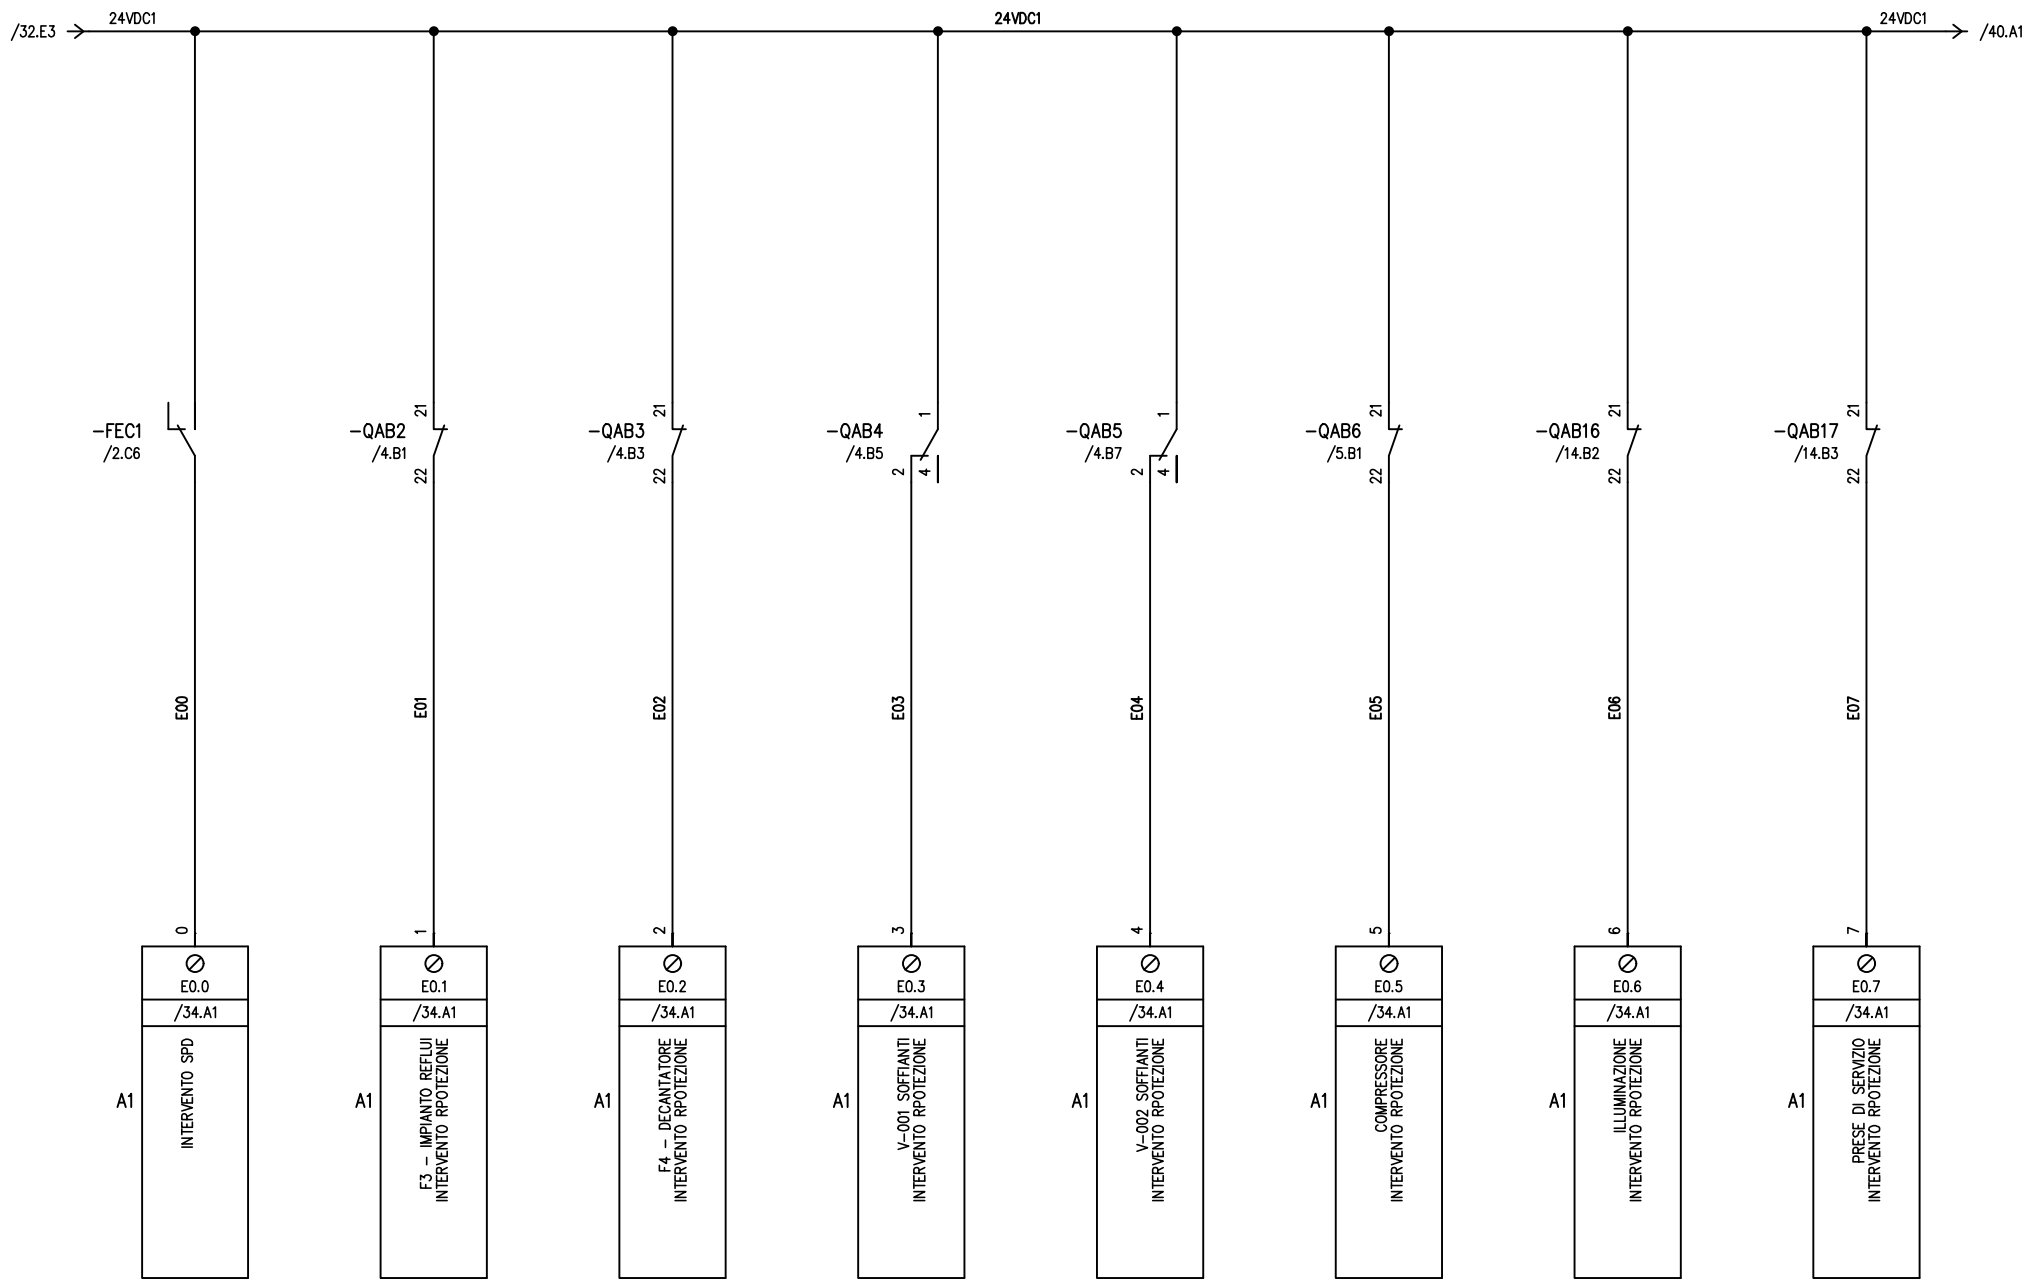 /32.E3
24VDC1
24VDC1
24VDC1
/40.A1
-FEC1
/2.C6
21
-QAB2
/4.B1
22
21
-QAB3
/4.B3
22
1
-QAB4
/4.B5
2
4
1
-QAB5
/4.B7
2
4
21
-QAB6
/5.B1
22
21
-QAB16
/14.B2
22
21
-QAB17
/14.B3
22
E00
E01
E02
E03
E04
E05
E06
E07
0
1
2
3
4
5
6
7
E0.0
E0.1
E0.2
E0.3
E0.4
E0.5
E0.6
E0.7
/34.A1
/34.A1
/34.A1
/34.A1
/34.A1
/34.A1
/34.A1
/34.A1
A1
INTERVENTO SPD
A1
F3 - IMPIANTO REFLUI
INTERVENTO RPOTEZIONE
A1
F4 - DECANTATORE
INTERVENTO RPOTEZIONE
A1
V-001 SOFFIANTI
INTERVENTO RPOTEZIONE
A1
V-002 SOFFIANTI
INTERVENTO RPOTEZIONE
A1
COMPRESSORE
INTERVENTO RPOTEZIONE
A1
ILLUMINAZIONE
INTERVENTO RPOTEZIONE
A1
PRESE DI SERVIZIO
INTERVENTO RPOTEZIONE